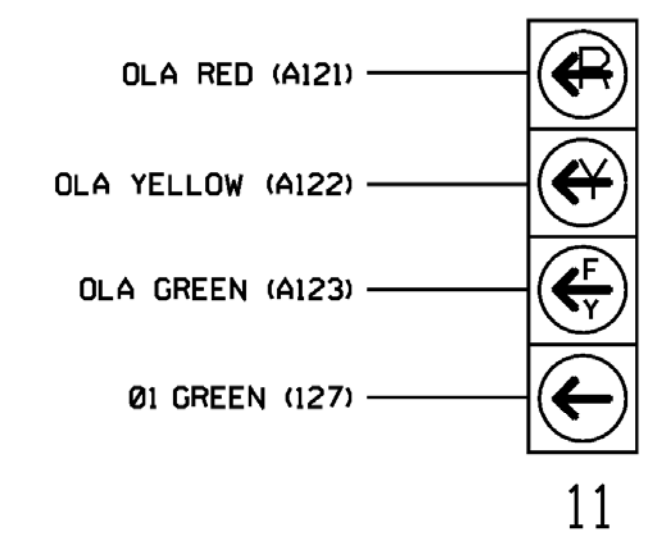 OLA RED (A121)
R
OLA YELLOW (A122)
Y
OLA GREEN (A123)
F
Y
Ø1 GREEN (127)
11